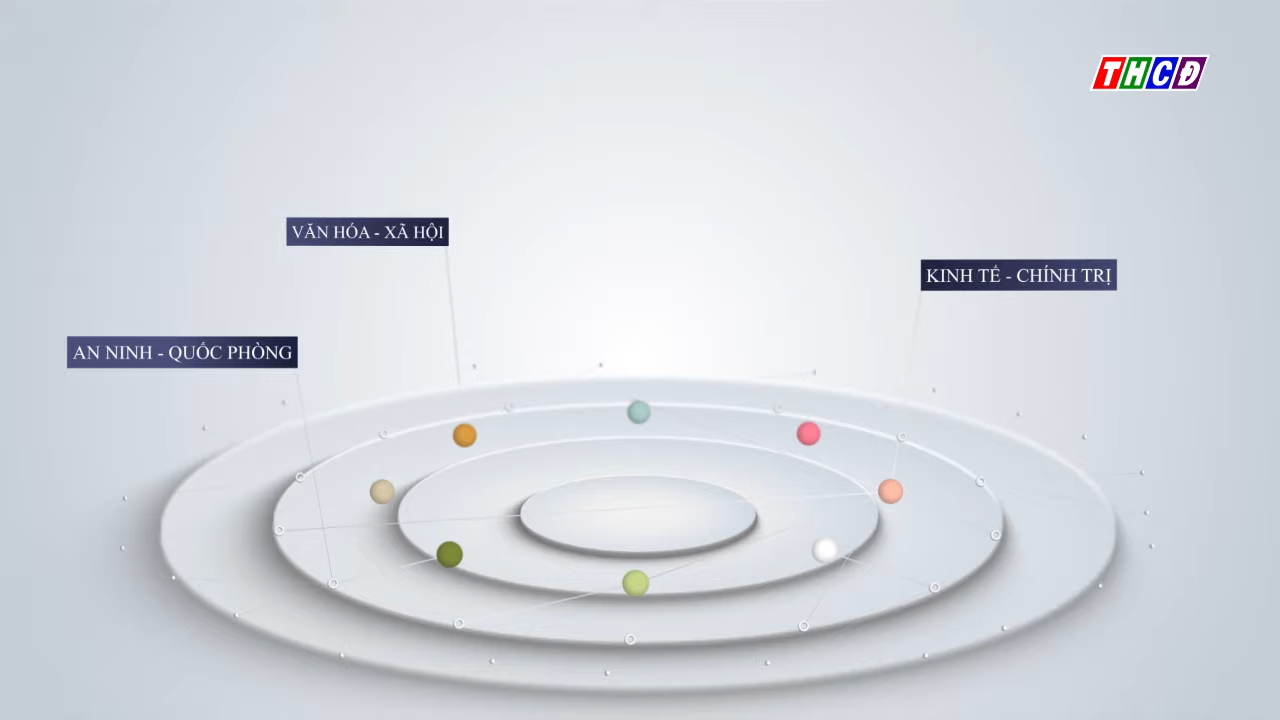 THCĐ
VĂN HÓA - XÃ HỘI
KINH TẾ - CHÍNH TRỊ
AN NINH - QUỐC PHÒNG